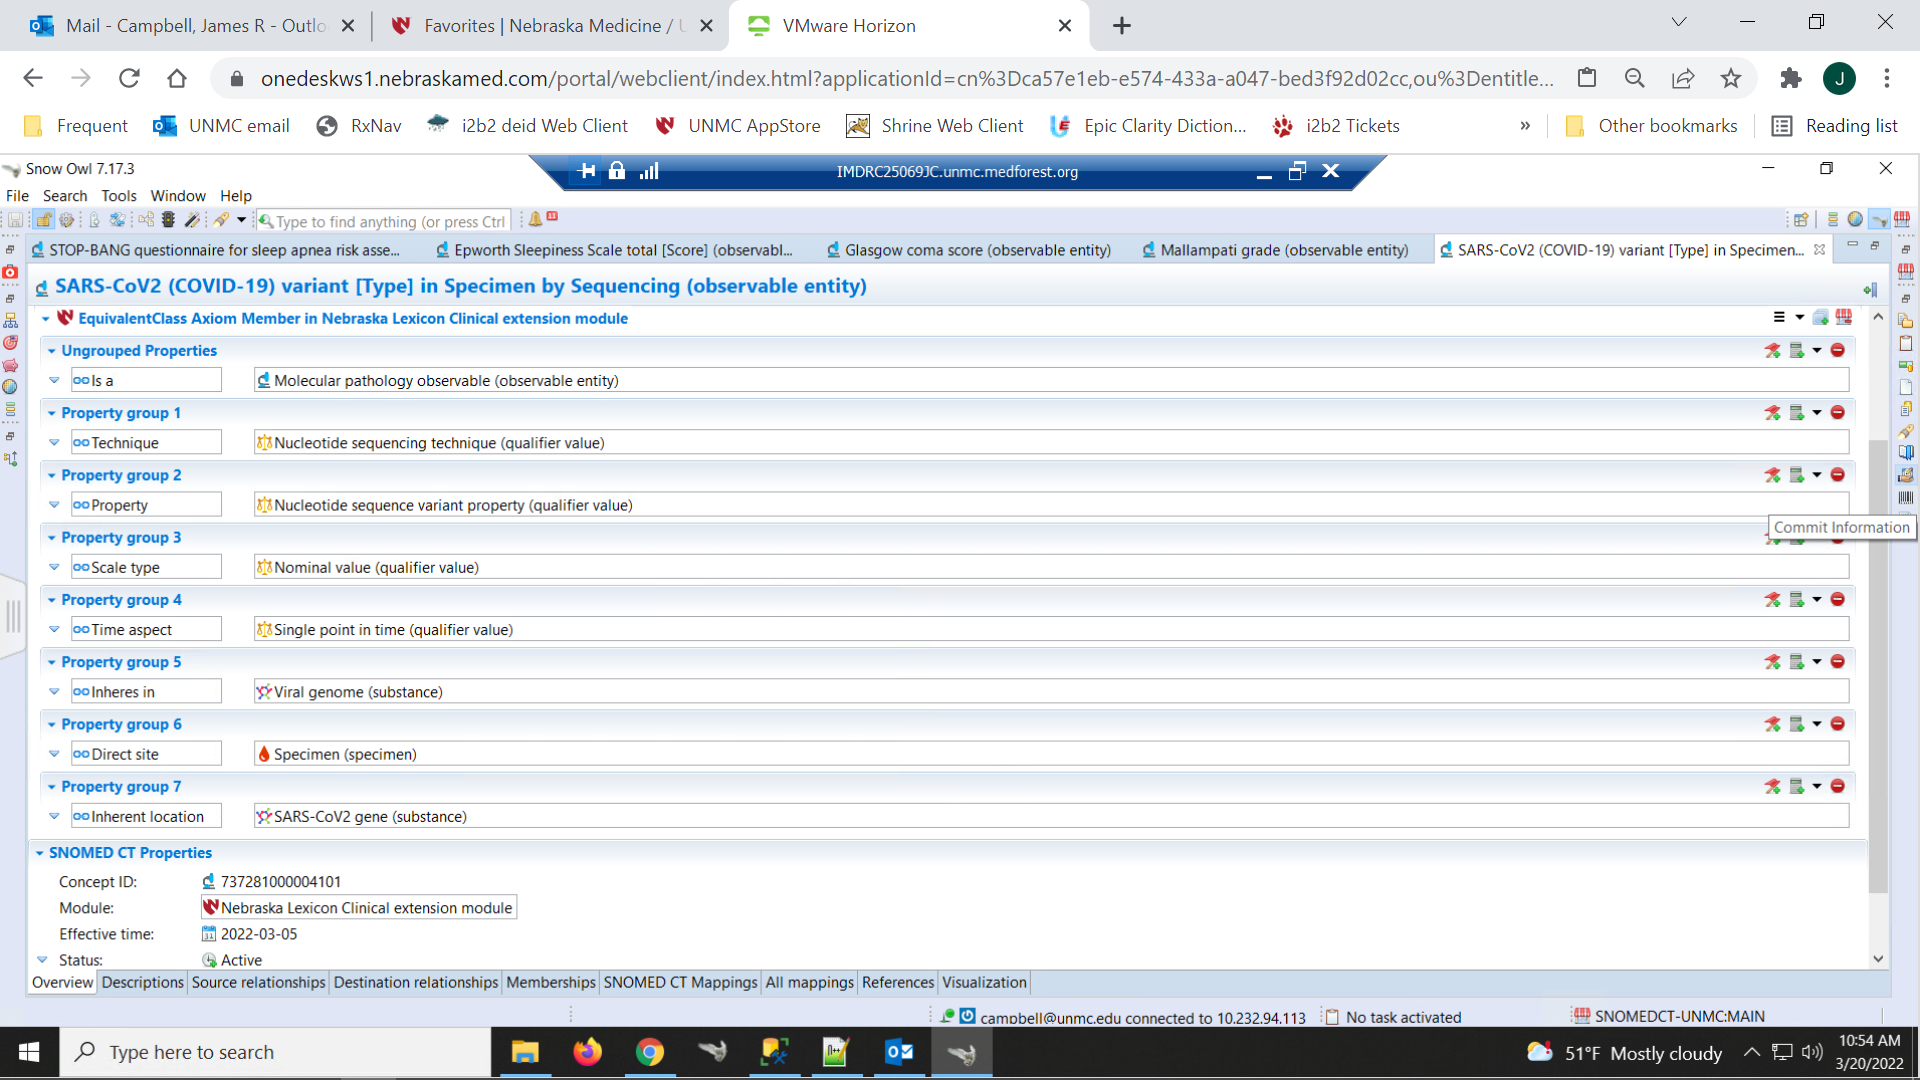 Mail - Campbell, James R - Outlo
Favorites | Nebraska Medicine / U
VMware Horizon
onedeskws1.nebraskamed.com/portal/webclient/index.html?applicationId=cn%3Dca57e1eb-e574-433a-a047-bed3f92d02cc,ou%3Dentitle...
J
Frequent
UNMC email
RxNav
i2b2 deid Web Client
UNMC AppStore
Shrine Web Client
Epic Clarity Diction...
i2b2 Tickets
»
Other bookmarks
Reading list
Snow Owl 7.17.3
IMDRC25069JC.unmc.medforest.org
File Search Tools Window Help
Type to find anything (or press Ctrl
STOP-BANG questionnaire for sleep apnea risk asse...
Epworth Sleepiness Scale total [Score] (observabl...
Glasgow coma score (observable entity)
Mallampati grade (observable entity)
SARS-CoV2 (COVID-19) variant [Type] in Specimen...
SARS-CoV2 (COVID-19) variant [Type] in Specimen by Sequencing (observable entity)
EquivalentClass Axiom Member in Nebraska Lexicon Clinical extension module
Ungrouped Properties
Is a
Molecular pathology observable (observable entity)
Property group 1
Technique
Nucleotide sequencing technique (qualifier value)
Property group 2
Property
Nucleotide sequence variant property (qualifier value)
Commit Information
Property group 3
Scale type
Nominal value (qualifier value)
Property group 4
Time aspect
Single point in time (qualifier value)
Property group 5
Inheres in
Viral genome (substance)
Property group 6
Direct site
Specimen (specimen)
Property group 7
Inherent location
SARS-CoV2 gene (substance)
SNOMED CT Properties
Concept ID:
737281000004101
Module:
Nebraska Lexicon Clinical extension module
Effective time:
2022-03-05
Status:
Active
Overview
Descriptions
Source relationships
Destination relationships
Memberships
SNOMED CT Mappings
All mappings
References
Visualization
campbell@unmc.edu connected to 10.232.94.113
No task activated
SNOMEDCT-UNMC:MAIN
Type here to search
51°F Mostly cloudy
10:54 AM
3/20/2022